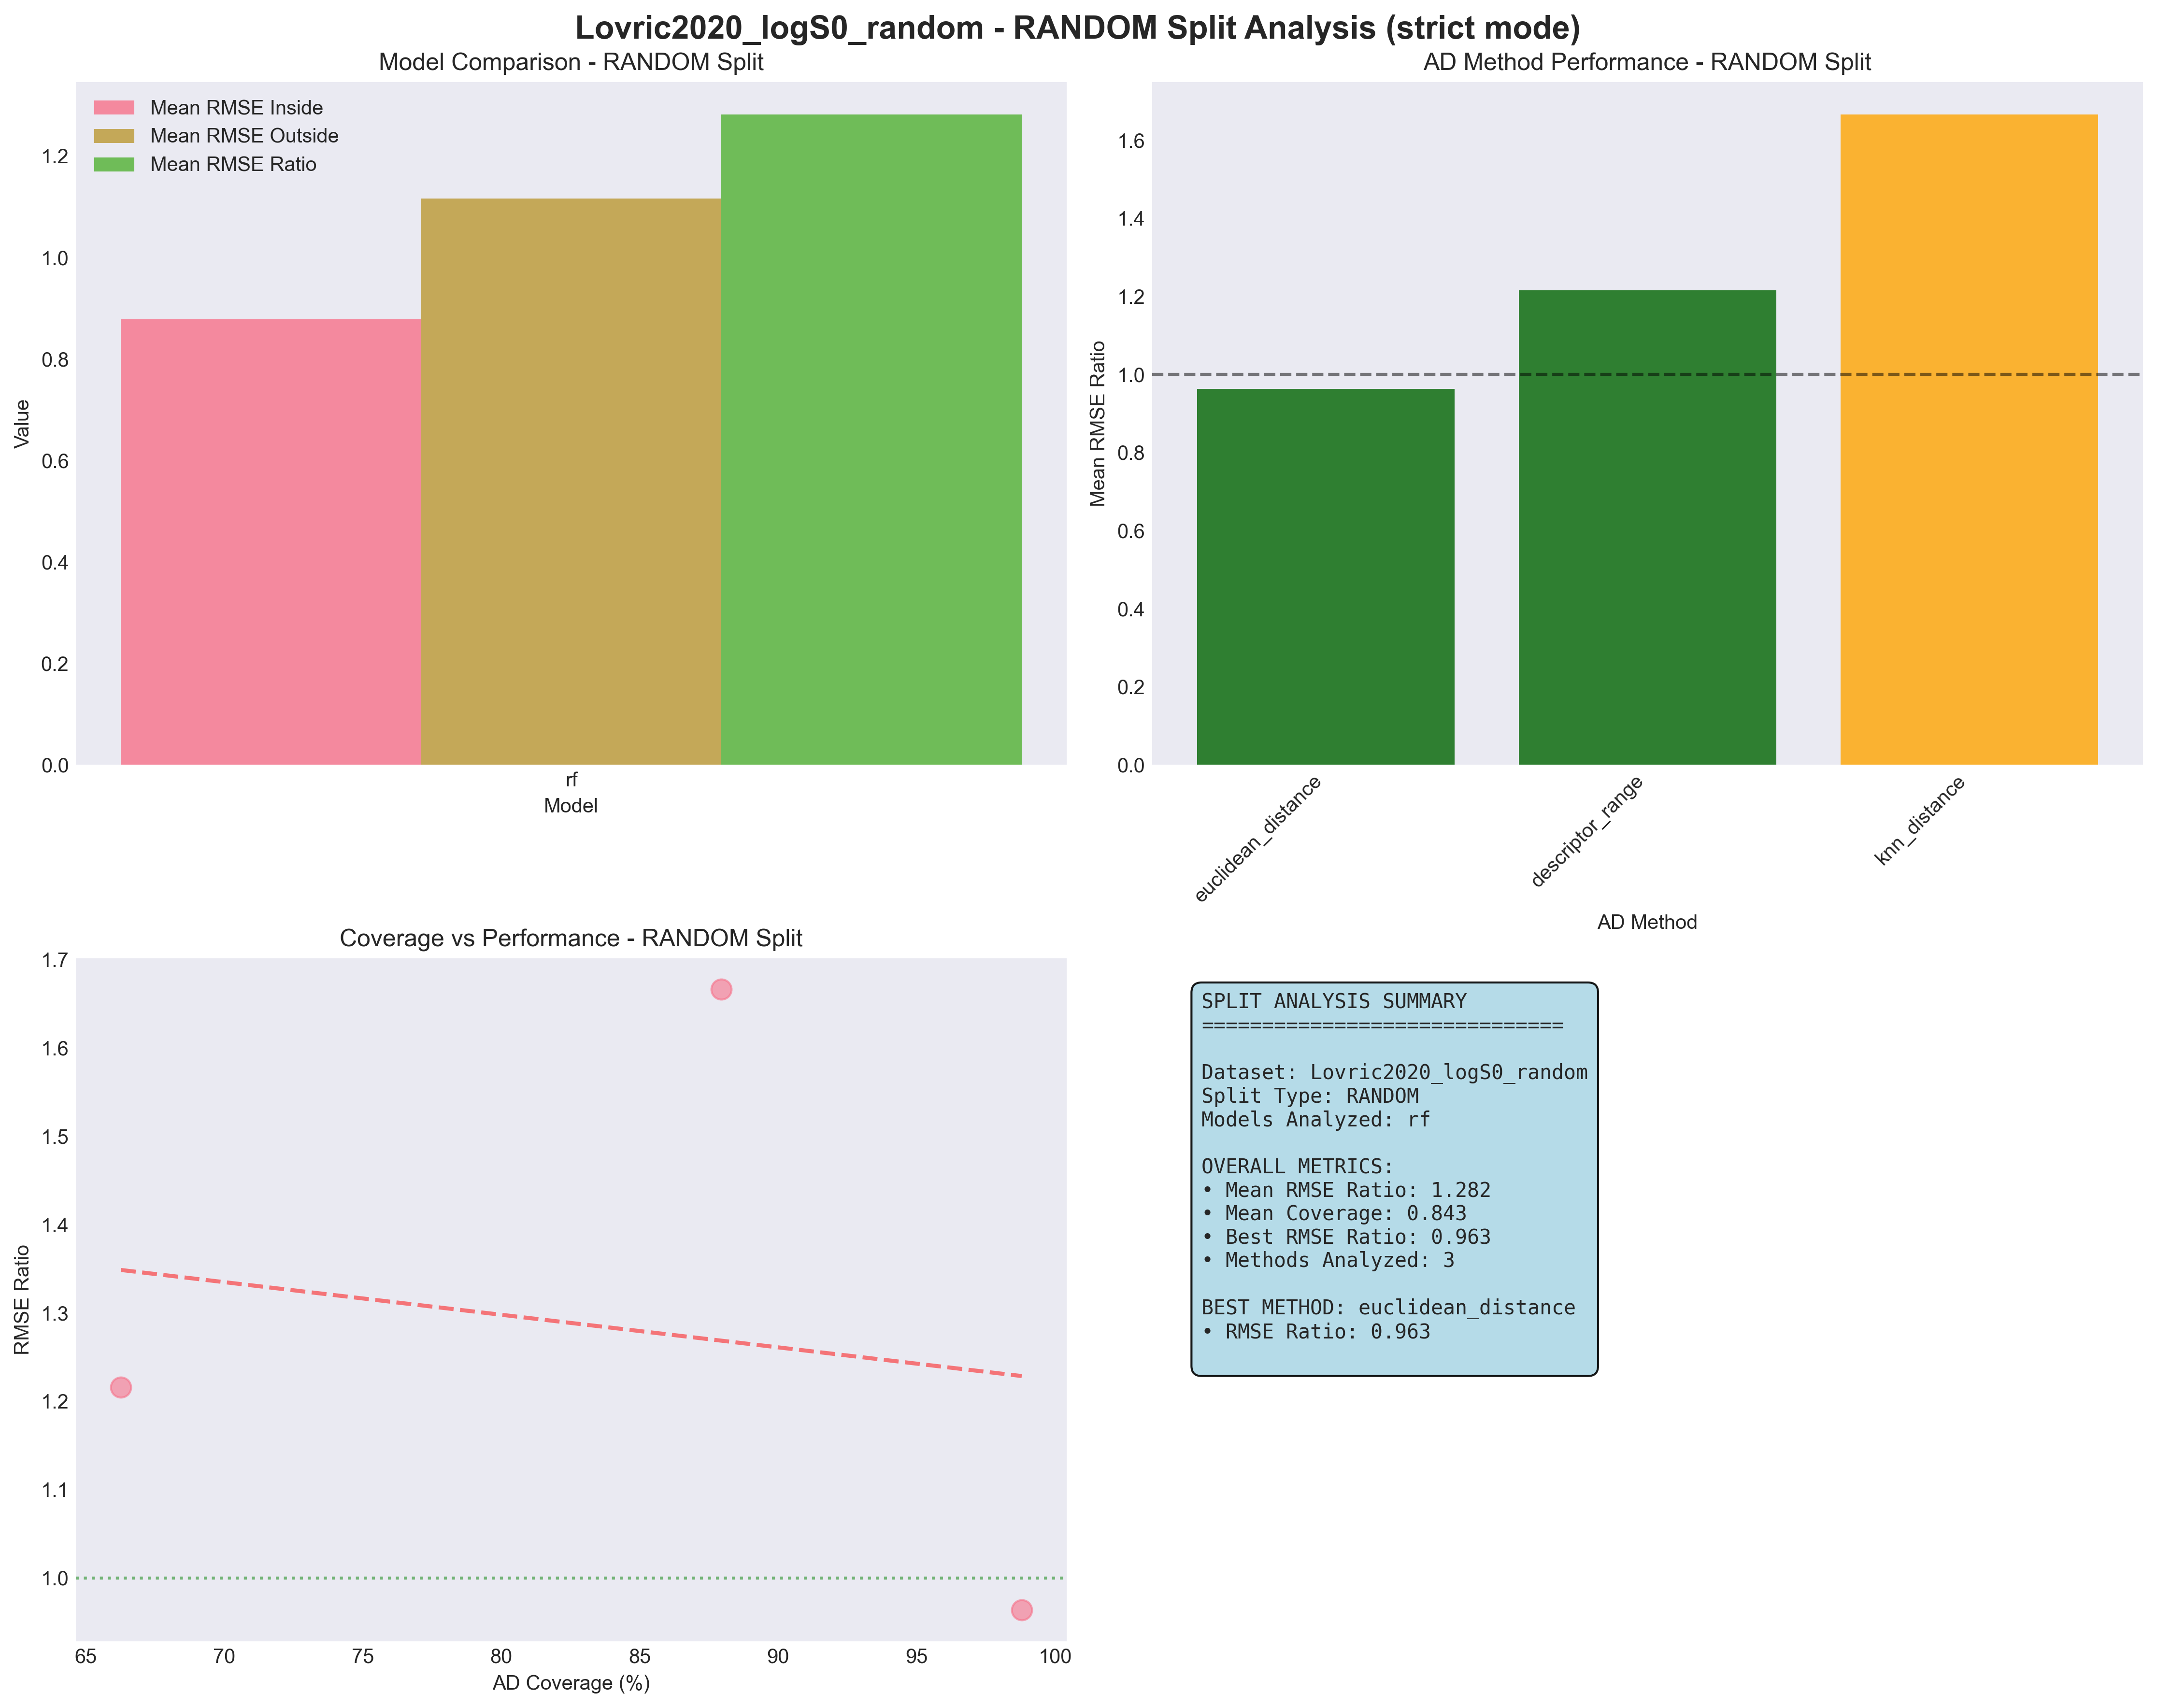 Lovric2020_logS0_random - RANDOM Split Analysis (strict mode)
Model Comparison - RANDOM Split
Mean RMSE Inside
Mean RMSE Outside
Mean RMSE Ratio
Value
1.2
1.0
0.8
0.6
0.4
0.2
0.0
rf
Model
AD Method Performance - RANDOM Split
Mean RMSE Ratio
1.6
1.4
1.2
1.0
0.8
0.6
0.4
0.2
0.0
euclidean_distance
descriptor_range
knn_distance
AD Method
Coverage vs Performance - RANDOM Split
RMSE Ratio
1.7
1.6
1.5
1.4
1.3
1.2
1.1
1.0
65 70 75 80 85 90 95 100
AD Coverage (%)
SPLIT ANALYSIS SUMMARY
==============================
Dataset: Lovric2020_logS0_random
Split Type: RANDOM
Models Analyzed: rf
OVERALL METRICS:
• Mean RMSE Ratio: 1.282
• Mean Coverage: 0.843
• Best RMSE Ratio: 0.963
• Methods Analyzed: 3
BEST METHOD: euclidean_distance
• RMSE Ratio: 0.963